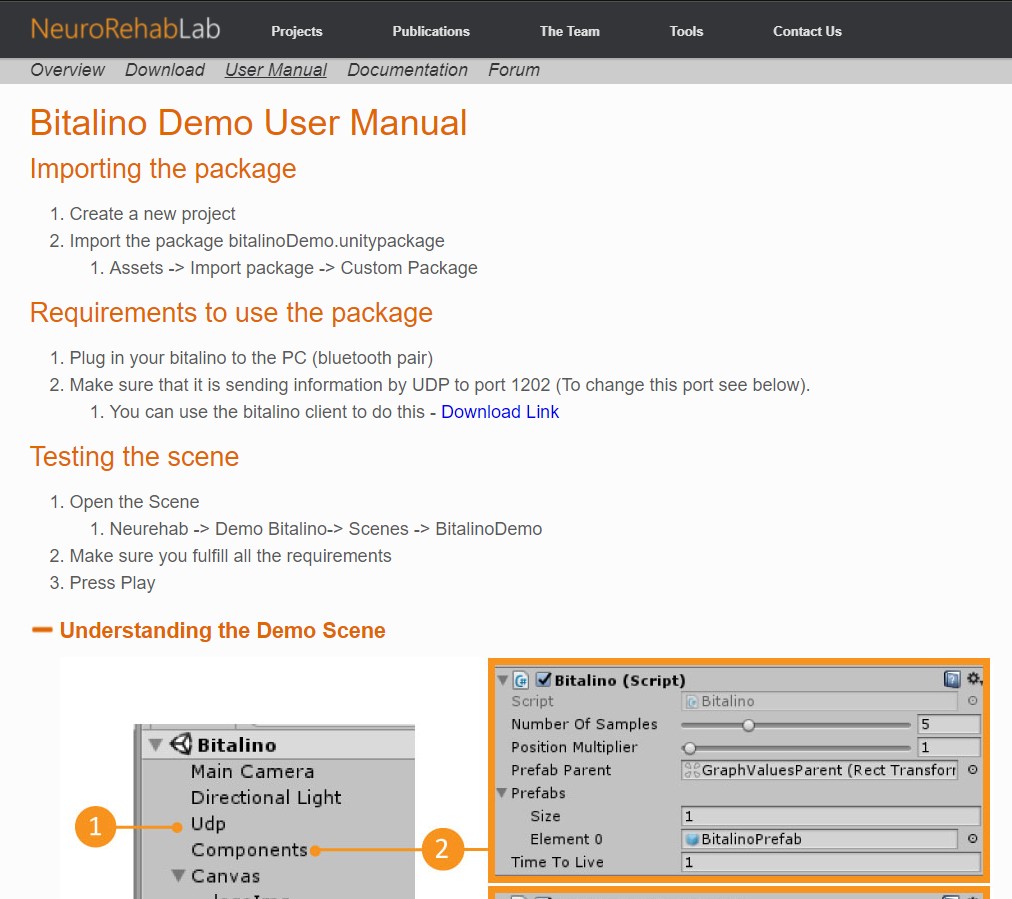 NeuroRehabLab Projects Publications The Team Tools Contact Us
Overview Download User Manual Documentation Forum
Bitalino Demo User Manual
Importing the package
1. Create a new project
2. Import the package bitalinoDemo.unitypackage
1. Assets -> Import package -> Custom Package
Requirements to use the package
1. Plug in your bitalino to the PC (bluetooth pair)
2. Make sure that it is sending information by UDP to port 1202 (To change this port see below).
1. You can use the bitalino client to do this - Download Link
Testing the scene
1. Open the Scene
1. Neurehab -> Demo Bitalino-> Scenes -> BitalinoDemo
2. Make sure you fulfill all the requirements
3. Press Play
Understanding the Demo Scene
Bitalino
Main Camera
Directional Light
1 Udp
Components 2
Canvas
Bitalino (Script)
Script Bitalino
Number Of Samples 5
Position Multiplier 1
Prefab Parent GraphValuesParent (Rect Transforr
Prefabs
Size 1
Element 0 BitalinoPrefab
Time To Live 1